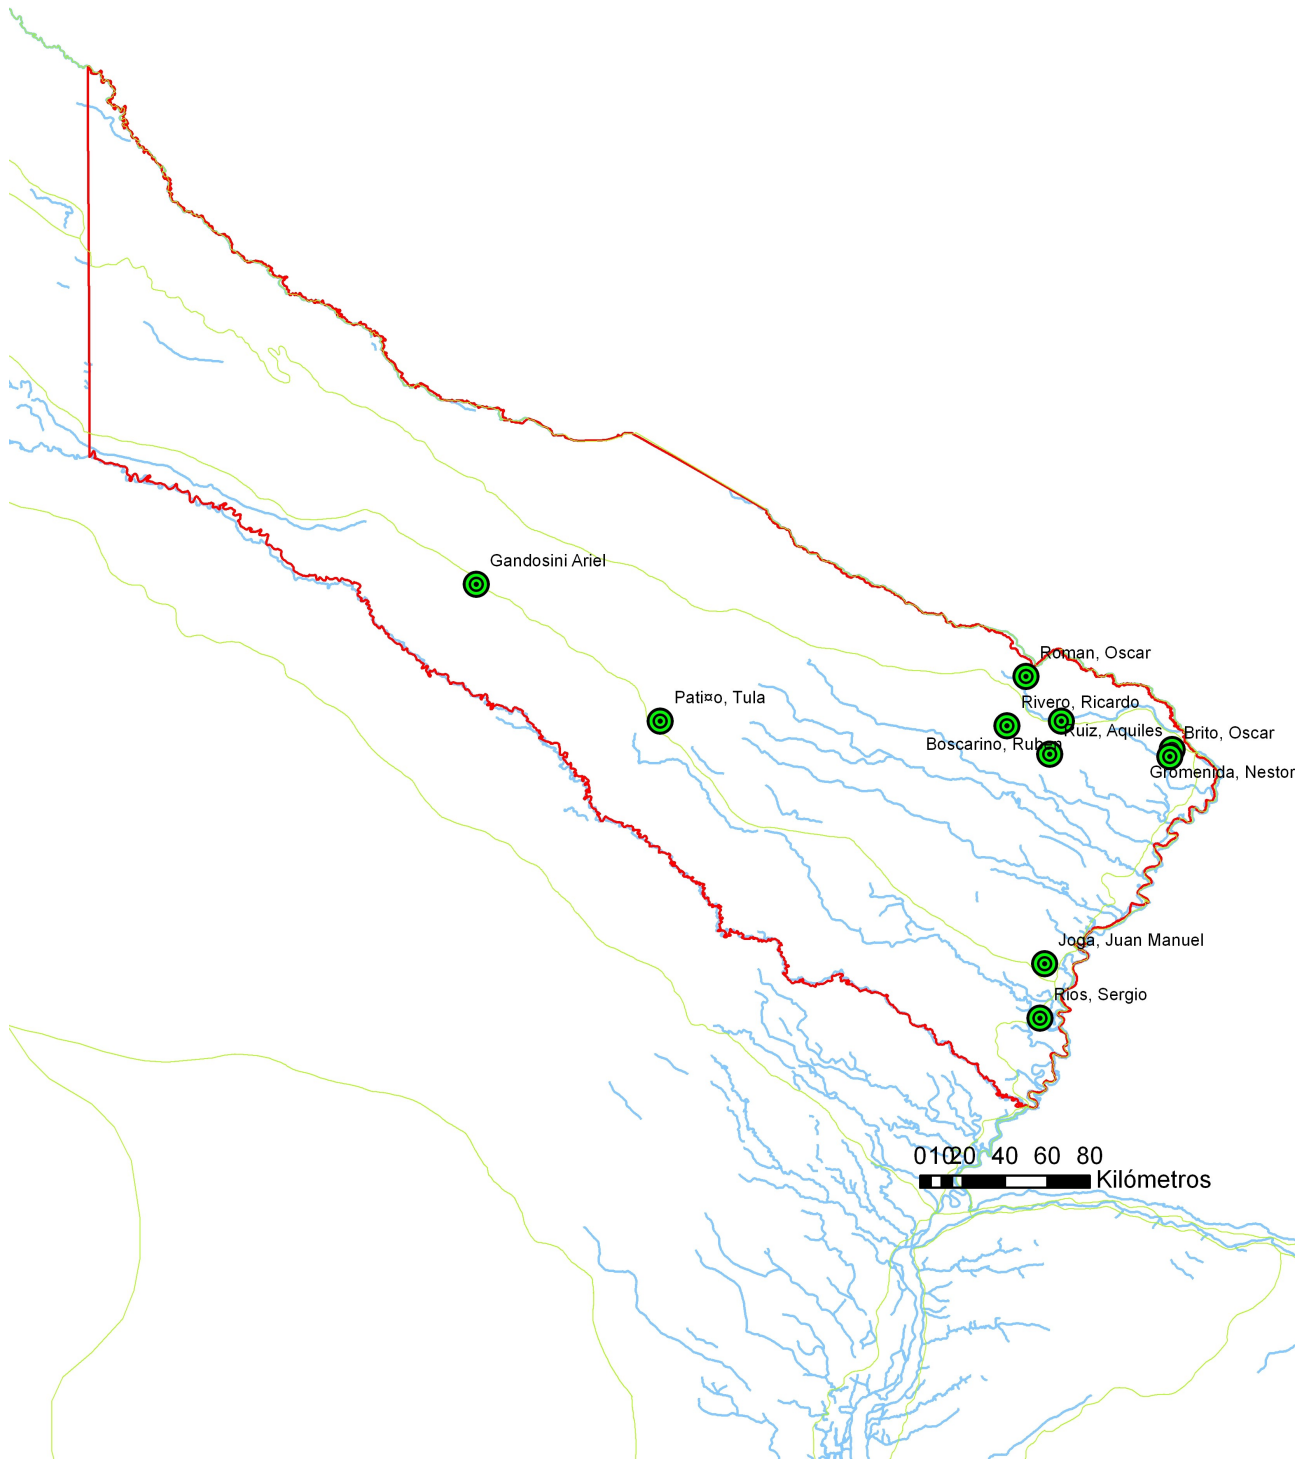 Gandosini Ariel
Roman, Oscar
Pati¤o, Tula
Rivero, Ricardo
Ruiz, Aquiles
Brito, Oscar
Boscarino, Ruben
Gromenida, Nestor
Joga, Juan Manuel
Rios, Sergio
0 10 20 40 60 80
Kilómetros